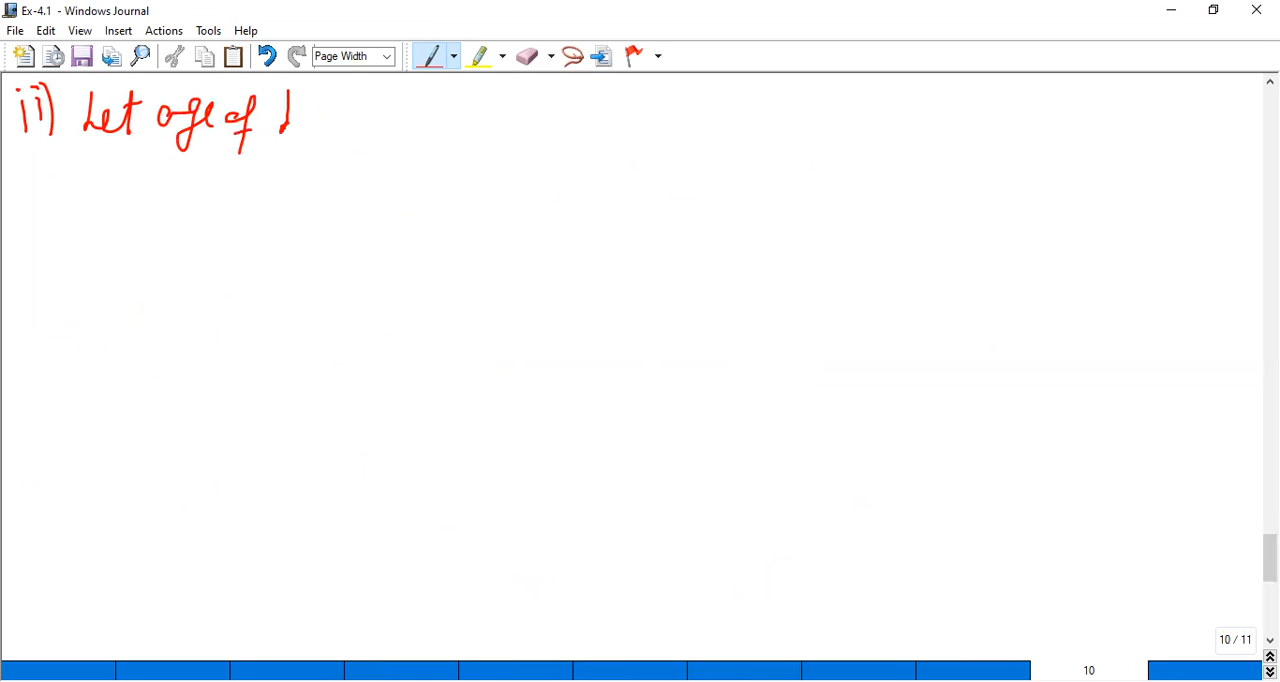 Ex-4.1 - Windows Journal
File Edit View Insert Actions Tools Help
Page Width
ii) Let age of
10 / 11
10